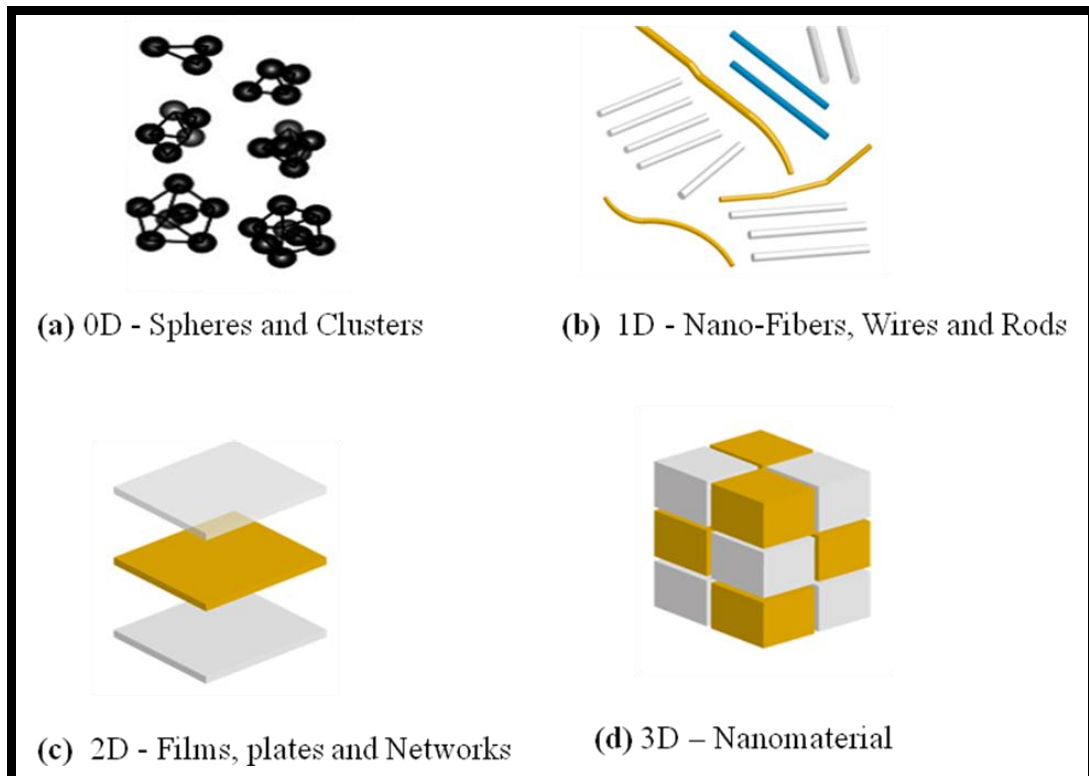 (a) 0D - Spheres and Clusters
(b) 1D - Nano-Fibers, Wires and Rods
(c) 2D - Films, plates and Networks
(d) 3D – Nanomaterial